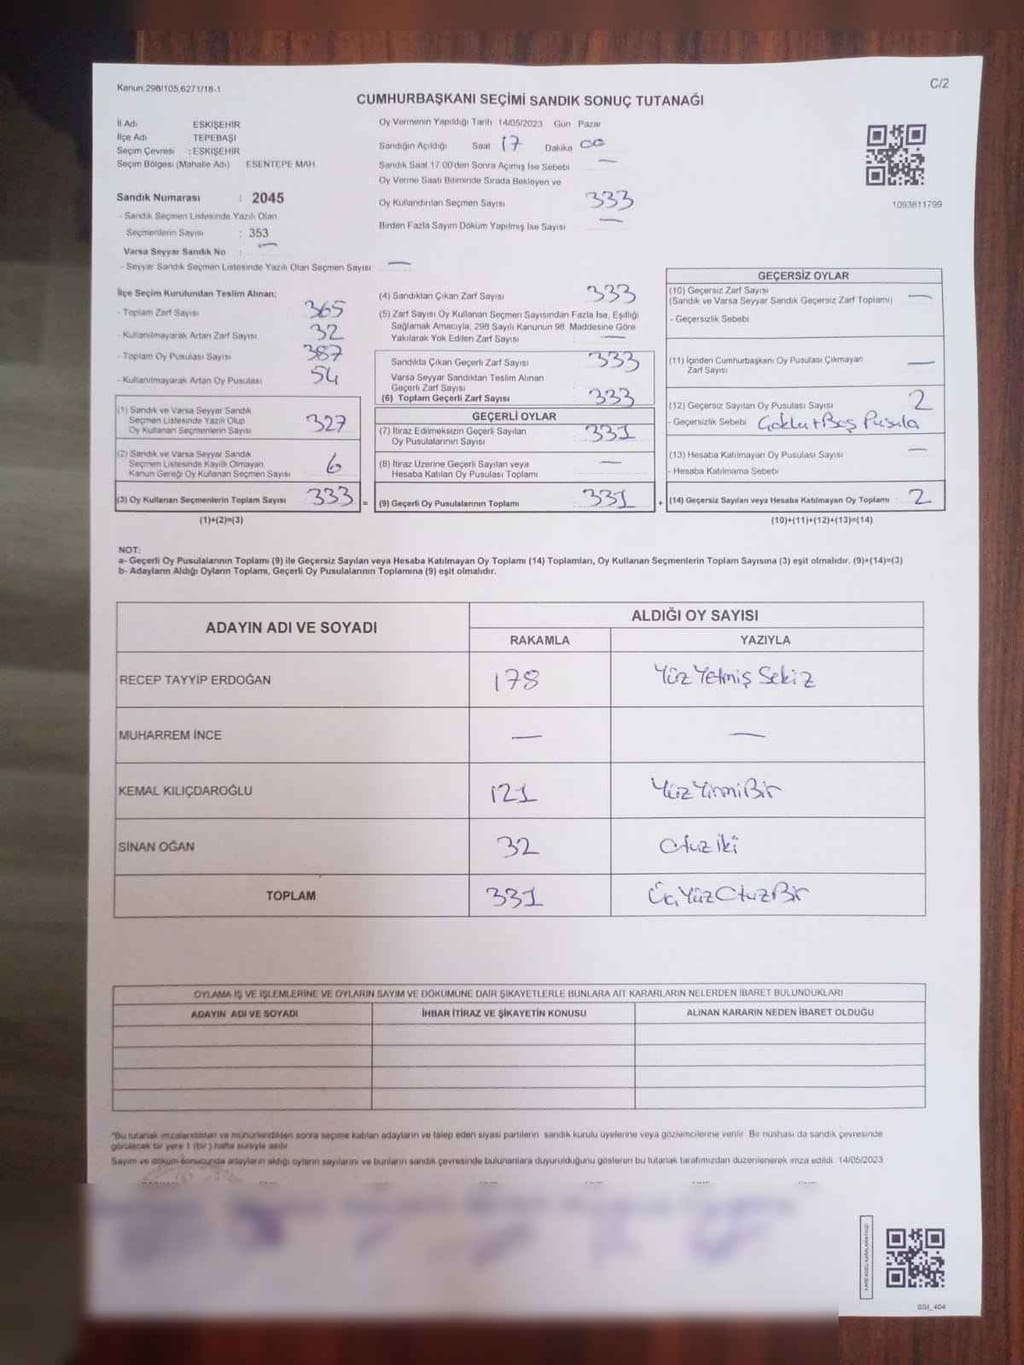 Kanun 298/105,6271/18-1
C/2
CUMHURBAŞKANI SEÇİMİ SANDIK SONUÇ TUTANAĞI
İl Adı ESKİŞEHİR
İlçe Adı TEPEBAŞI
Seçim Çevresi : ESKİŞEHİR
Seçim Bölgesi (Mahalle Adı) ESENTEPE MAH.
Sandık Numarası : 2045
- Sandık Seçmen Listesinde Yazılı Olan
Seçmenlerin Sayısı : 353
Varsa Seyyar Sandık No : —
- Seyyar Sandık Seçmen Listesinde Yazılı Olan Seçmen Sayısı —
Oy Vermenin Yapıldığı Tarih 14/05/2023 Gün Pazar
Sandığın Açıldığı Saat 17 Dakika 00
Sandık Saat 17:00'den Sonra Açılmış İse Sebebi —
Oy Verme Saati Bitiminde Sırada Bekleyen ve
Oy Kullandırılan Seçmen Sayısı 333
Birden Fazla Sayım Döküm Yapılmış İse Sayısı —
1093811799
İlçe Seçim Kurulundan Teslim Alınan;
- Toplam Zarf Sayısı 365
- Kullanılmayarak Artan Zarf Sayısı 32
- Toplam Oy Pusulası Sayısı 387
- Kullanılmayarak Artan Oy Pusulası 54
(1) Sandık ve Varsa Seyyar Sandık
Seçmen Listesinde Yazılı Olup
Oy Kullanan Seçmenlerin Sayısı 327
(2) Sandık ve Varsa Seyyar Sandık
Seçmen Listesinde Kayıtlı Olmayan
Kanun Gereği Oy Kullanan Seçmen Sayısı 6
(3) Oy Kullanan Seçmenlerin Toplam Sayısı 333 =
(1)+(2)=(3)
(4) Sandıktan Çıkan Zarf Sayısı 333
(5) Zarf Sayısı Oy Kullanan Seçmen Sayısından Fazla İse, Eşitliği
Sağlamak Amacıyla, 298 Sayılı Kanunun 98. Maddesine Göre
Yakılarak Yok Edilen Zarf Sayısı —
Sandıkta Çıkan Geçerli Zarf Sayısı 333
Varsa Seyyar Sandıktan Teslim Alınan
Geçerli Zarf Sayısı —
(6) Toplam Geçerli Zarf Sayısı 333
GEÇERLİ OYLAR
(7) İtiraz Edilmeksizin Geçerli Sayılan
Oy Pusulalarının Sayısı 331
(8) İtiraz Üzerine Geçerli Sayılan veya
Hesaba Katılan Oy Pusulası Toplamı —
(9) Geçerli Oy Pusulalarının Toplamı 331 +
GEÇERSİZ OYLAR
(10) Geçersiz Zarf Sayısı
(Sandık ve Varsa Seyyar Sandık Geçersiz Zarf Toplamı) —
- Geçersizlik Sebebi
(11) İçinden Cumhurbaşkanı Oy Pusulası Çıkmayan
Zarf Sayısı —
(12) Geçersiz Sayılan Oy Pusulası Sayısı 2
- Geçersizlik Sebebi Çoklu + Boş Pusula
(13) Hesaba Katılmayan Oy Pusulası Sayısı —
- Hesaba Katılmama Sebebi
(14) Geçersiz Sayılan veya Hesaba Katılmayan Oy Toplamı 2
(10)+(11)+(12)+(13)=(14)
NOT:
a- Geçerli Oy Pusulalarının Toplamı (9) ile Geçersiz Sayılan veya Hesaba Katılmayan Oy Toplamı (14) Toplamları, Oy Kullanan Seçmenlerin Toplam Sayısına (3) eşit olmalıdır. (9)+(14)=(3)
b- Adayların Aldığı Oyların Toplamı, Geçerli Oy Pusulalarının Toplamına (9) eşit olmalıdır.
ADAYIN ADI VE SOYADI ALDIĞI OY SAYISI
RAKAMLA YAZIYLA
RECEP TAYYİP ERDOĞAN 178 Yüz Yetmiş Sekiz
MUHARREM İNCE — —
KEMAL KILIÇDAROĞLU 121 Yüz Yirmi Bir
SİNAN OĞAN 32 Otuz iki
TOPLAM 331 Üç Yüz Otuz Bir
OYLAMA İŞ VE İŞLEMLERİNE VE OYLARIN SAYIM VE DÖKÜMÜNE DAİR ŞİKAYETLERLE BUNLARA AİT KARARLARIN NELERDEN İBARET BULUNDUKLARI
ADAYIN ADI VE SOYADI İHBAR İTİRAZ VE ŞİKAYETİN KONUSU ALINAN KARARIN NEDEN İBARET OLDUĞU
"Bu tutanak imzalandıktan ve mühürlendikten sonra seçime katılan adayların ve talep eden siyasi partilerin sandık kurulu üyelerine veya gözlemcilerine verilir. Bir nüshası da sandık çevresinde
görülecek bir yere 1 (bir) hafta süreyle asılır.
Sayım ve döküm sonucunda adayların aldığı oyların sayılarını ve bunların sandık çevresinde bulunanlara duyurulduğunu gösteren bu tutanak tarafımızdan düzenlenerek imza edildi. 14/05/2023
SSI_404